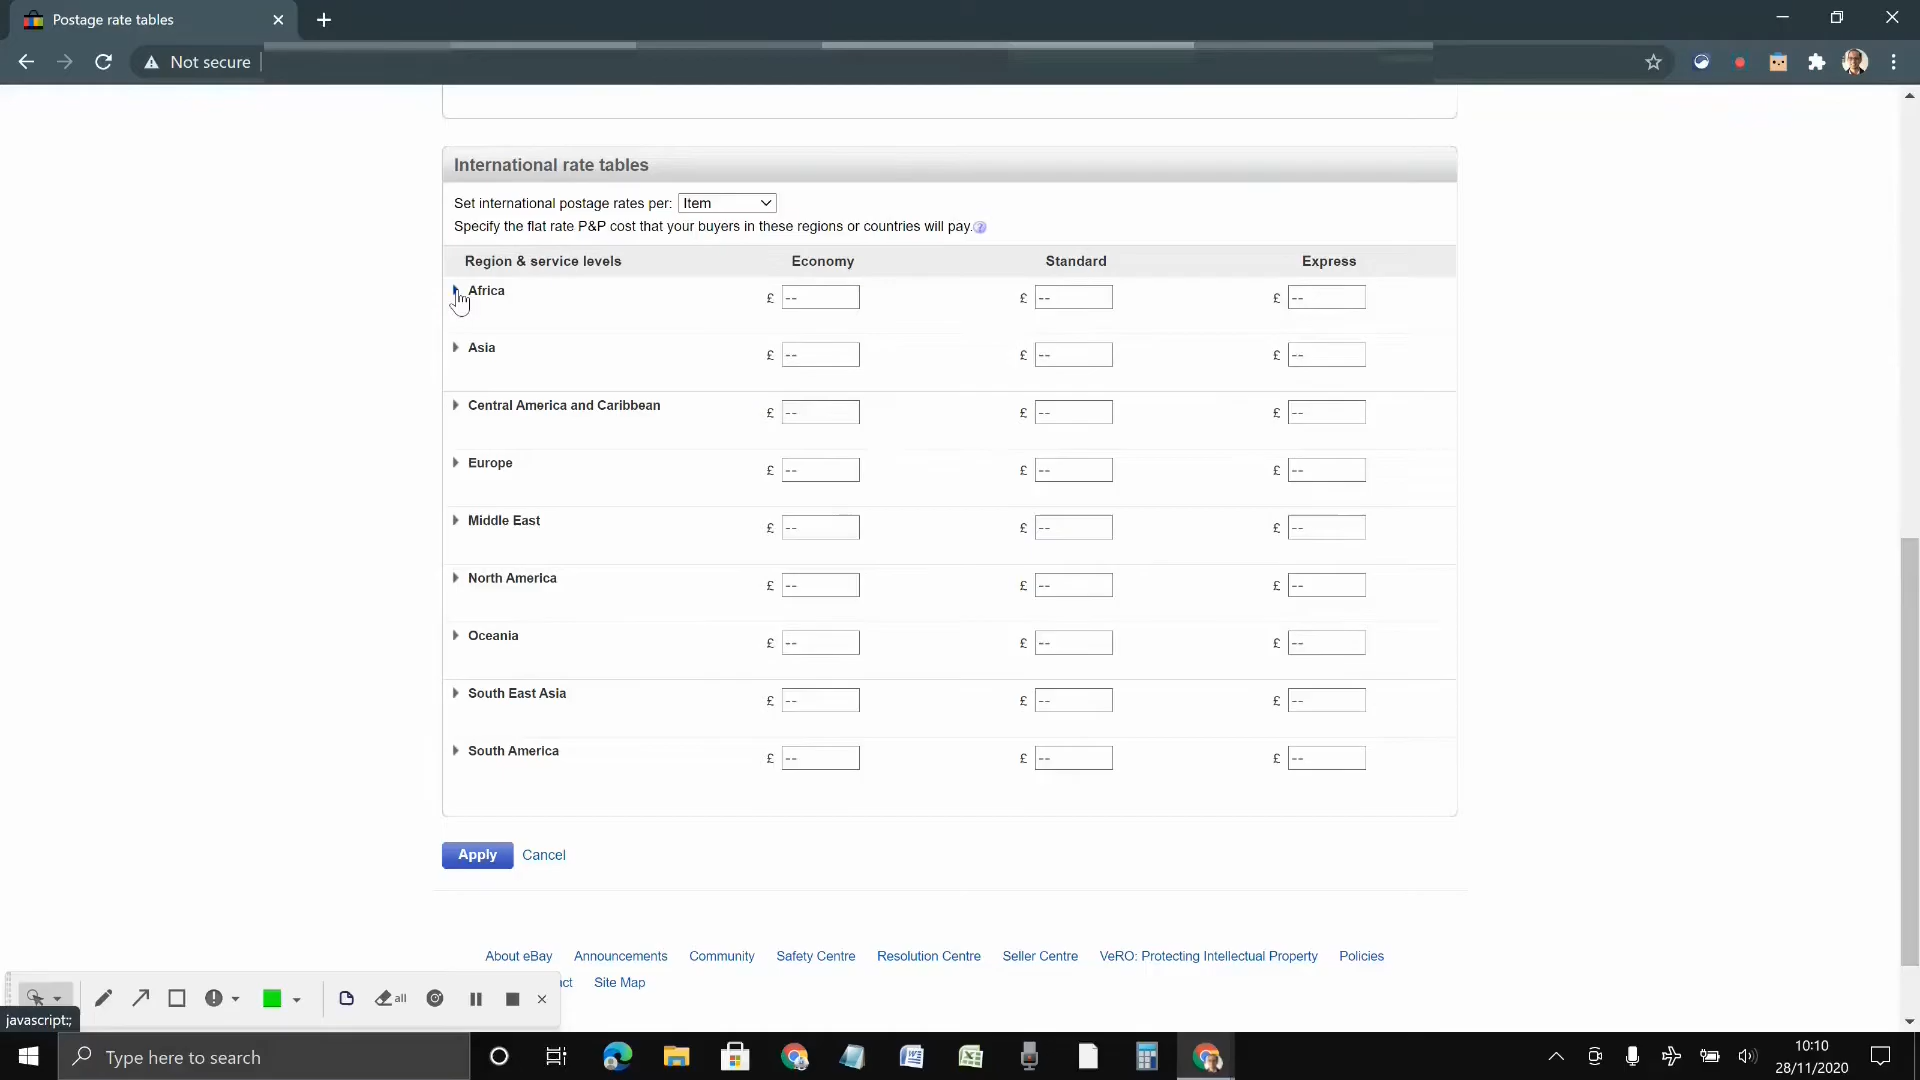 Postage rate tables
Not secure
International rate tables
Set international postage rates per: Item
Specify the flat rate P&P cost that your buyers in these regions or countries will pay.
Region & service levels Economy Standard Express
Africa £ -- £ -- £ --
Asia £ -- £ -- £ --
Central America and Caribbean £ -- £ -- £ --
Europe £ -- £ -- £ --
Middle East £ -- £ -- £ --
North America £ -- £ -- £ --
Oceania £ -- £ -- £ --
South East Asia £ -- £ -- £ --
South America £ -- £ -- £ --
Apply Cancel
About eBay Announcements Community Safety Centre Resolution Centre Seller Centre VeRO: Protecting Intellectual Property Policies
Site Map
all
javascript:;
Type here to search
10:10
28/11/2020